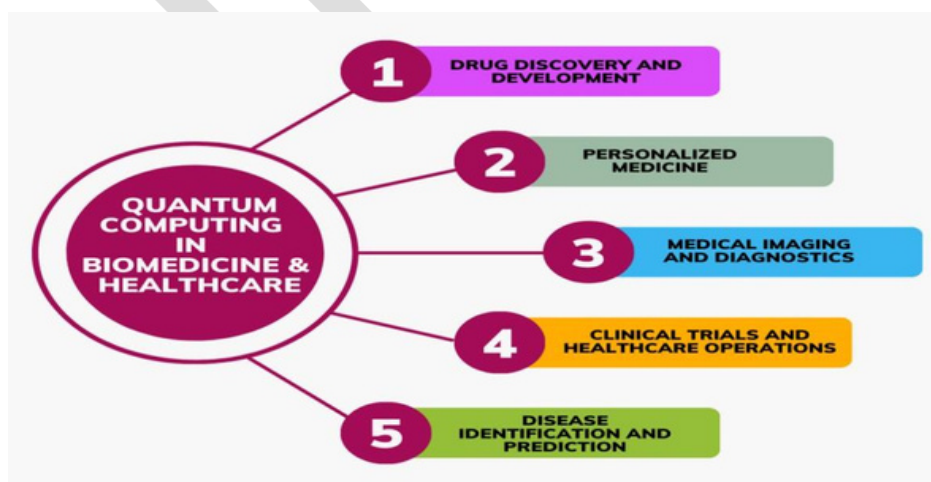 QUANTUM
COMPUTING
IN
BIOMEDICINE &
HEALTHCARE
1
DRUG DISCOVERY AND
DEVELOPMENT
2
PERSONALIZED
MEDICINE
3
MEDICAL IMAGING
AND DIAGNOSTICS
4
CLINICAL TRIALS AND
HEALTHCARE OPERATIONS
5
DISEASE
IDENTIFICATION AND
PREDICTION